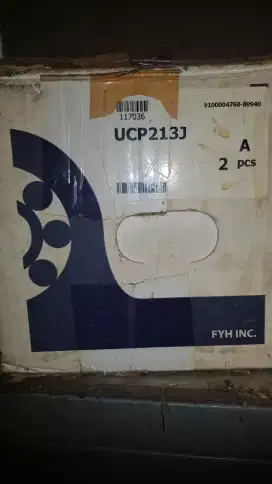 9100004768-80940
117036
UCP213J
A
2 pcs
FYH INC.